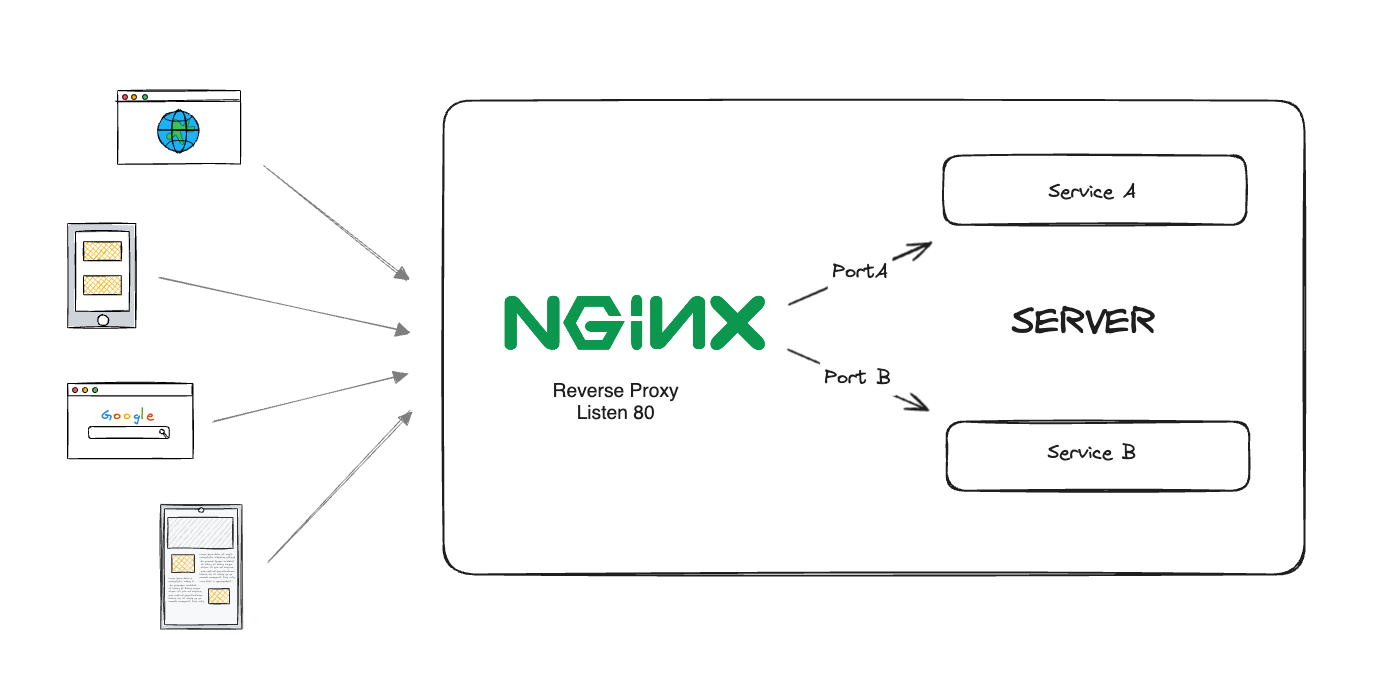 Service A
PortA
NGINX
SERVER
Port B
Reverse Proxy
Listen 80
Google
Service B